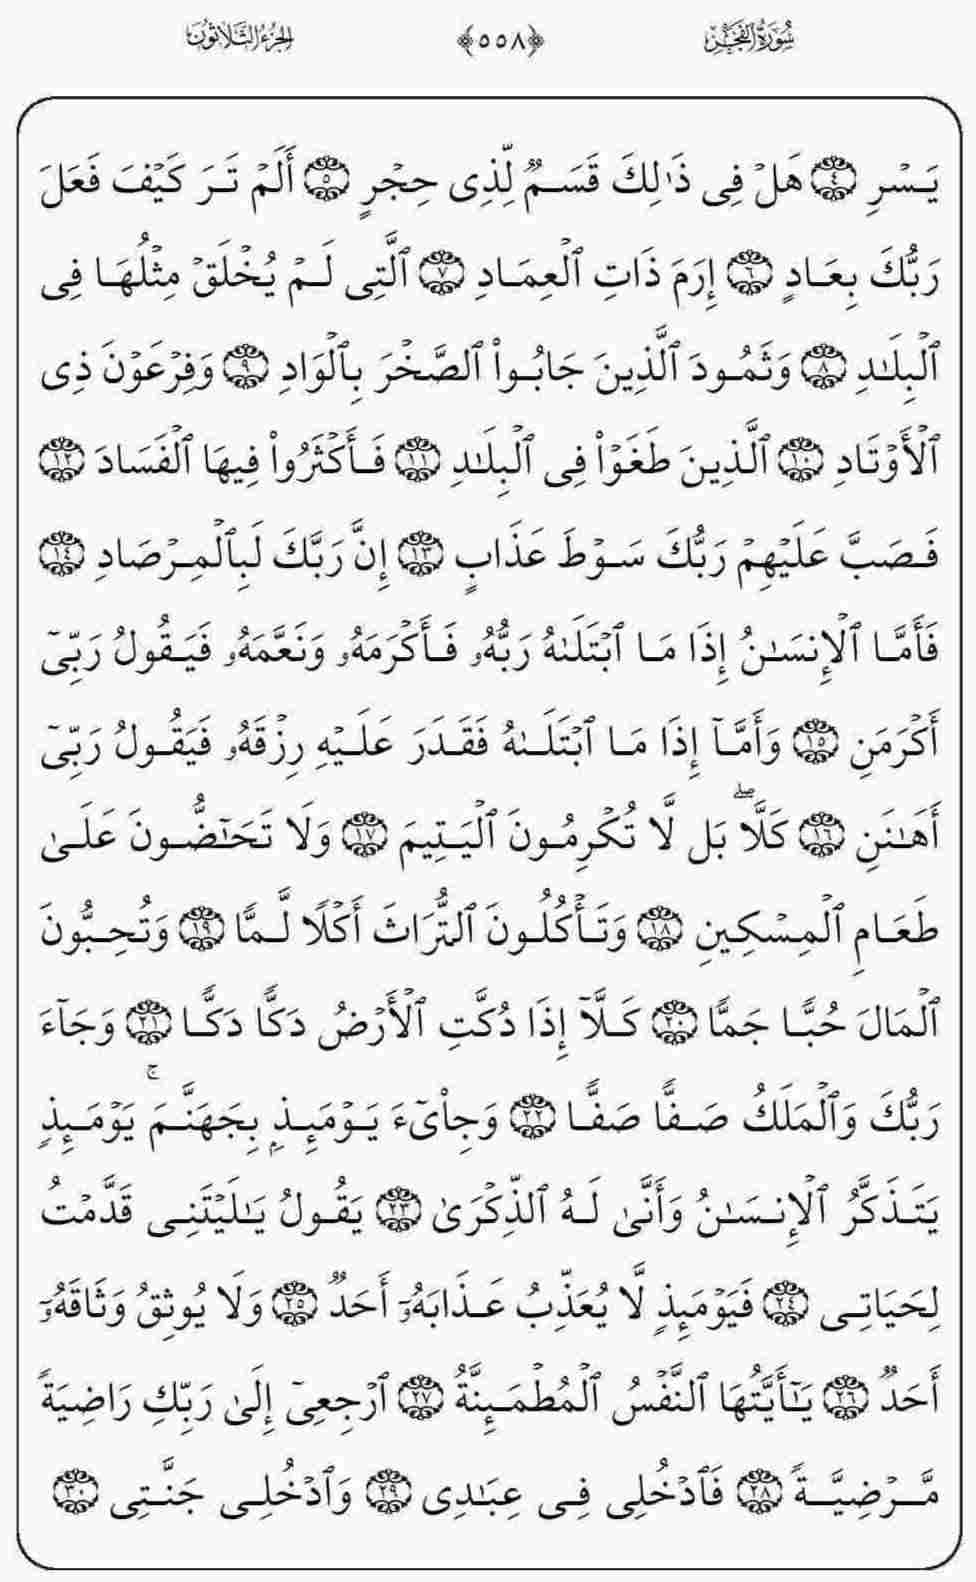 سُورَةُ الفَجۡرِ ﴿٥٥٨﴾ الجزءُ الثَّلَاثُونَ
يَسۡرِ ٤ هَلۡ فِي ذَٰلِكَ قَسَمٞ لِّذِي حِجۡرٍ ٥ أَلَمۡ تَرَ كَيۡفَ فَعَلَ
رَبُّكَ بِعَادٍ ٦ إِرَمَ ذَاتِ ٱلۡعِمَادِ ٧ ٱلَّتِي لَمۡ يُخۡلَقۡ مِثۡلُهَا فِي
ٱلۡبِلَٰدِ ٨ وَثَمُودَ ٱلَّذِينَ جَابُواْ ٱلصَّخۡرَ بِٱلۡوَادِ ٩ وَفِرۡعَوۡنَ ذِي
ٱلۡأَوۡتَادِ ١٠ ٱلَّذِينَ طَغَوۡاْ فِي ٱلۡبِلَٰدِ ١١ فَأَكۡثَرُواْ فِيهَا ٱلۡفَسَادَ ١٢
فَصَبَّ عَلَيۡهِمۡ رَبُّكَ سَوۡطَ عَذَابٍ ١٣ إِنَّ رَبَّكَ لَبِٱلۡمِرۡصَادِ ١٤
فَأَمَّا ٱلۡإِنسَٰنُ إِذَا مَا ٱبۡتَلَىٰهُ رَبُّهُۥ فَأَكۡرَمَهُۥ وَنَعَّمَهُۥ فَيَقُولُ رَبِّيٓ
أَكۡرَمَنِ ١٥ وَأَمَّآ إِذَا مَا ٱبۡتَلَىٰهُ فَقَدَرَ عَلَيۡهِ رِزۡقَهُۥ فَيَقُولُ رَبِّيٓ
أَهَٰنَنِ ١٦ كَلَّاۖ بَل لَّا تُكۡرِمُونَ ٱلۡيَتِيمَ ١٧ وَلَا تَحَٰٓضُّونَ عَلَىٰ
طَعَامِ ٱلۡمِسۡكِينِ ١٨ وَتَأۡكُلُونَ ٱلتُّرَاثَ أَكۡلٗا لَّمّٗا ١٩ وَتُحِبُّونَ
ٱلۡمَالَ حُبّٗا جَمّٗا ٢٠ كَلَّآ إِذَا دُكَّتِ ٱلۡأَرۡضُ دَكّٗا دَكّٗا ٢١ وَجَآءَ
رَبُّكَ وَٱلۡمَلَكُ صَفّٗا صَفّٗا ٢٢ وَجِاْيٓءَ يَوۡمَئِذِۭ بِجَهَنَّمَۚ يَوۡمَئِذٖ
يَتَذَكَّرُ ٱلۡإِنسَٰنُ وَأَنَّىٰ لَهُ ٱلذِّكۡرَىٰ ٢٣ يَقُولُ يَٰلَيۡتَنِي قَدَّمۡتُ
لِحَيَاتِي ٢٤ فَيَوۡمَئِذٖ لَّا يُعَذِّبُ عَذَابَهُۥٓ أَحَدٞ ٢٥ وَلَا يُوثِقُ وَثَاقَهُۥٓ
أَحَدٞ ٢٦ يَٰٓأَيَّتُهَا ٱلنَّفۡسُ ٱلۡمُطۡمَئِنَّةُ ٢٧ ٱرۡجِعِيٓ إِلَىٰ رَبِّكِ رَاضِيَةٗ
مَّرۡضِيَّةٗ ٢٨ فَٱدۡخُلِي فِي عِبَٰدِي ٢٩ وَٱدۡخُلِي جَنَّتِي ٣٠